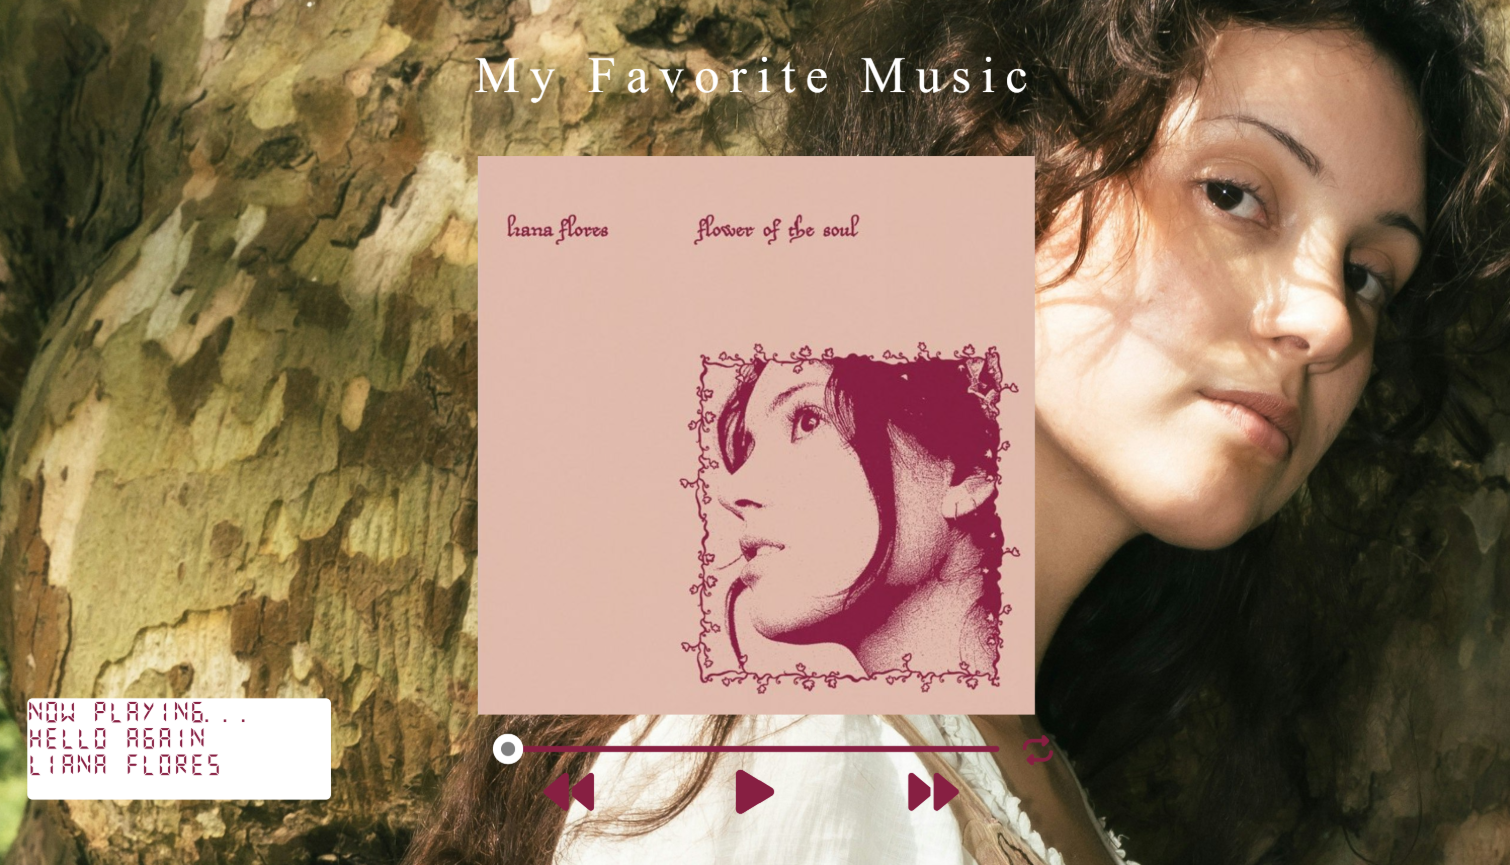 My Favorite Music
liana flores flower of the soul
NOW PLAYING...
HELLO AGAIN
LIANA FLORES